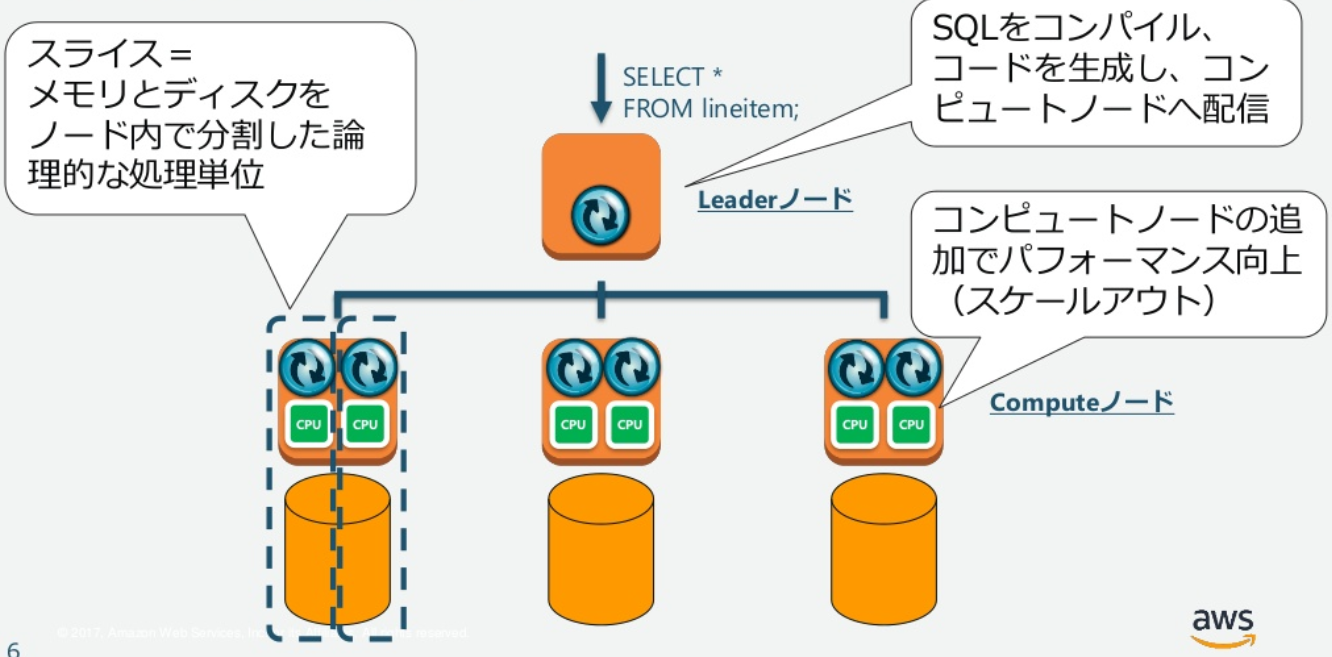 スライス＝
メモリとディスクを
ノード内で分割した論
理的な処理単位
SELECT *
FROM lineitem;
SQLをコンパイル、
コードを生成し、コン
ピュートノードへ配信
Leaderノード
コンピュートノードの追
加でパフォーマンス向上
（スケールアウト）
CPU
CPU
CPU
CPU
CPU
CPU
Computeノード
© 2017, Amazon Web Services, Inc. or its Affiliates. All rights reserved.
6
aws